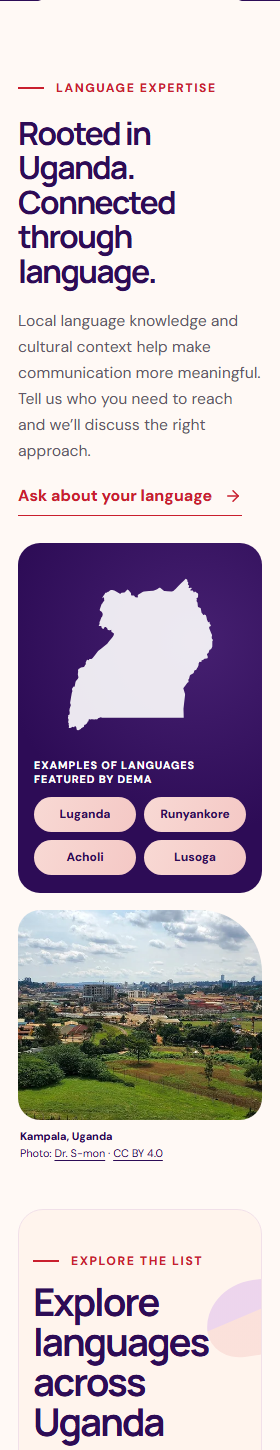 LANGUAGE EXPERTISE
Rooted in
Uganda.
Connected
through
language.
Local language knowledge and
cultural context help make
communication more meaningful.
Tell us who you need to reach
and we’ll discuss the right
approach.
Ask about your language →
EXAMPLES OF LANGUAGES
FEATURED BY DEMA
Luganda Runyankore
Acholi Lusoga
Kampala, Uganda
Photo: Dr. S-mon · CC BY 4.0
EXPLORE THE LIST
Explore
languages
across
Uganda